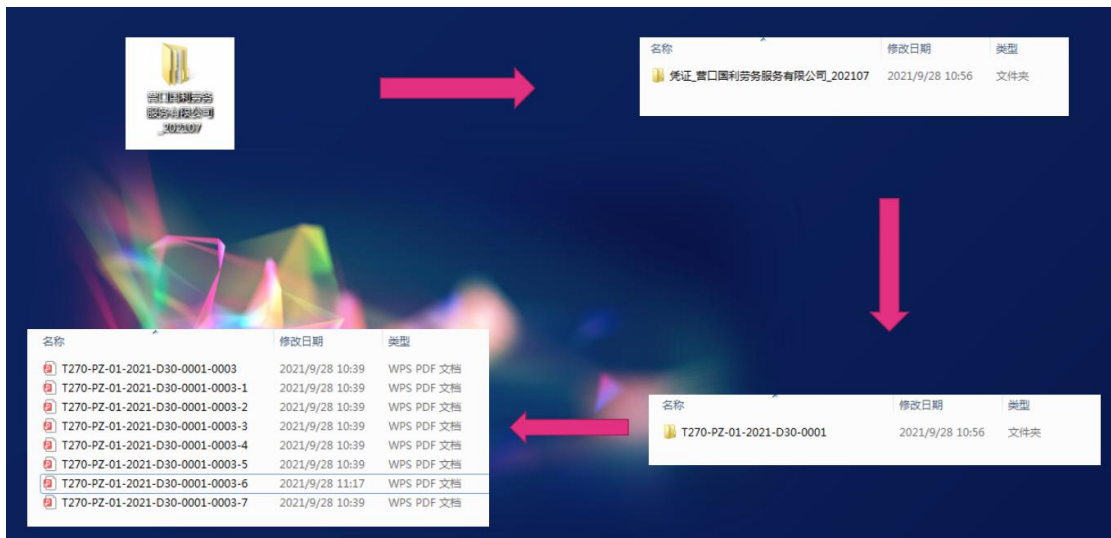 营口国利劳务
服务有限公司
_202107
名称 修改日期 类型
凭证_营口国利劳务服务有限公司_202107 2021/9/28 10:56 文件夹
名称 修改日期 类型
T270-PZ-01-2021-D30-0001 2021/9/28 10:56 文件夹
名称 修改日期 类型
T270-PZ-01-2021-D30-0001-0003 2021/9/28 10:39 WPS PDF 文档
T270-PZ-01-2021-D30-0001-0003-1 2021/9/28 10:39 WPS PDF 文档
T270-PZ-01-2021-D30-0001-0003-2 2021/9/28 10:39 WPS PDF 文档
T270-PZ-01-2021-D30-0001-0003-3 2021/9/28 10:39 WPS PDF 文档
T270-PZ-01-2021-D30-0001-0003-4 2021/9/28 10:39 WPS PDF 文档
T270-PZ-01-2021-D30-0001-0003-5 2021/9/28 10:39 WPS PDF 文档
T270-PZ-01-2021-D30-0001-0003-6 2021/9/28 11:17 WPS PDF 文档
T270-PZ-01-2021-D30-0001-0003-7 2021/9/28 10:39 WPS PDF 文档